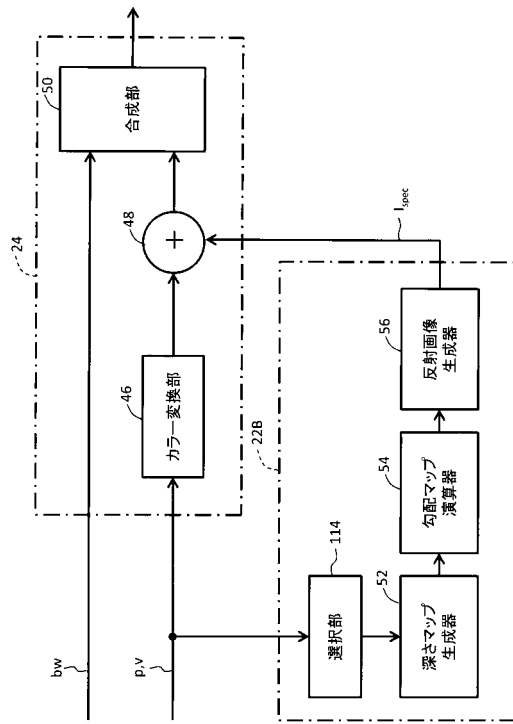 24
50
合成部
48
+
46
カラー変換部
bw
p,v
I_spec
22B
114
選択部
52
深さマップ
生成器
54
勾配マップ
演算器
56
反射画像
生成器